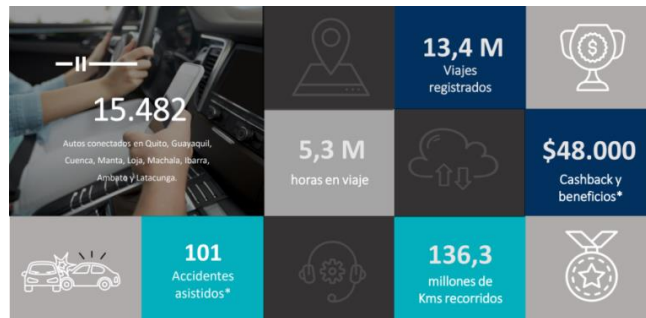 15.482
Autos conectados en Quito, Guayaquil,
Cuenca, Manta, Loja, Machala, Ibarra,
Ambato y Latacunga.
13,4 M
Viajes
registrados
5,3 M
horas en viaje
$48.000
Cashback y
beneficios*
101
Accidentes
asistidos*
136,3
millones de
Kms recorridos